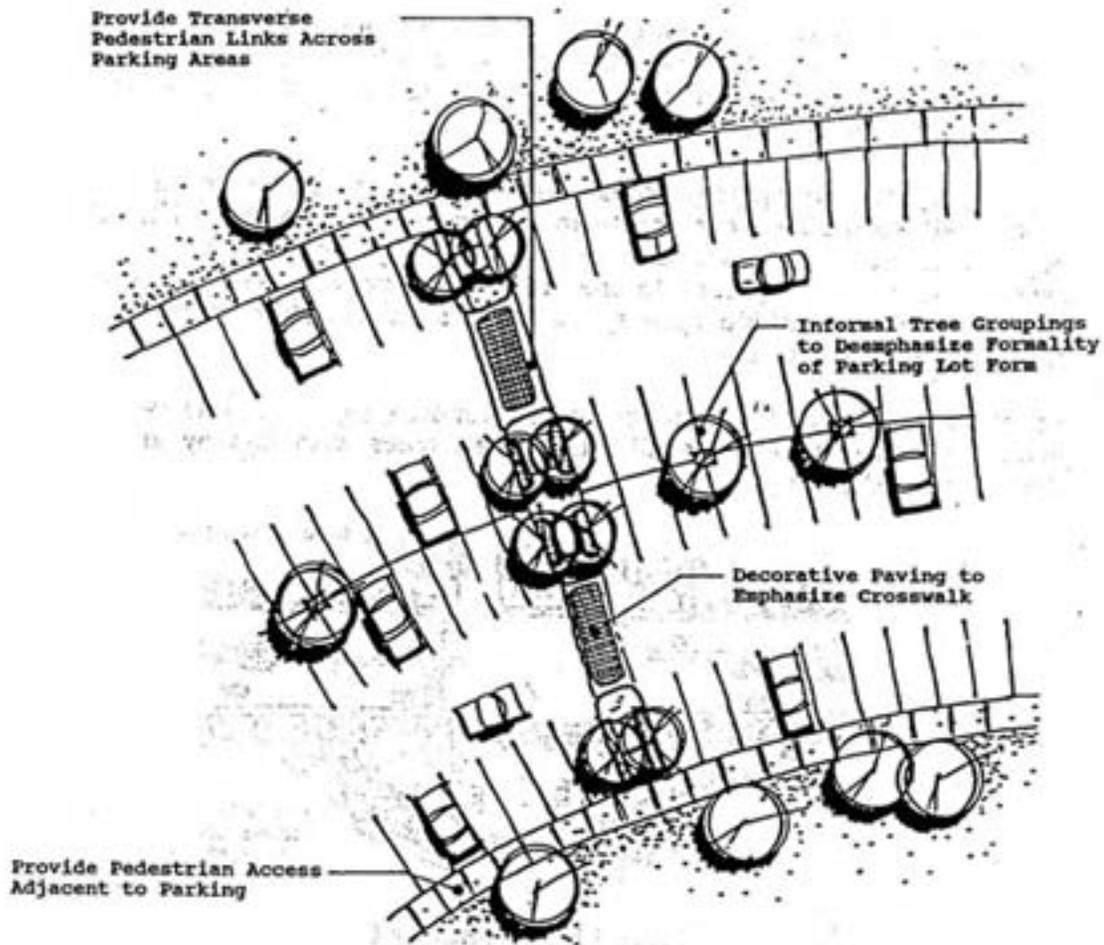 Provide Transverse
Pedestrian Links Across
Parking Areas
Informal Tree Groupings
to Deemphasize Formality
of Parking Lot Form
Decorative Paving to
Emphasize Crosswalk
Provide Pedestrian Access
Adjacent to Parking